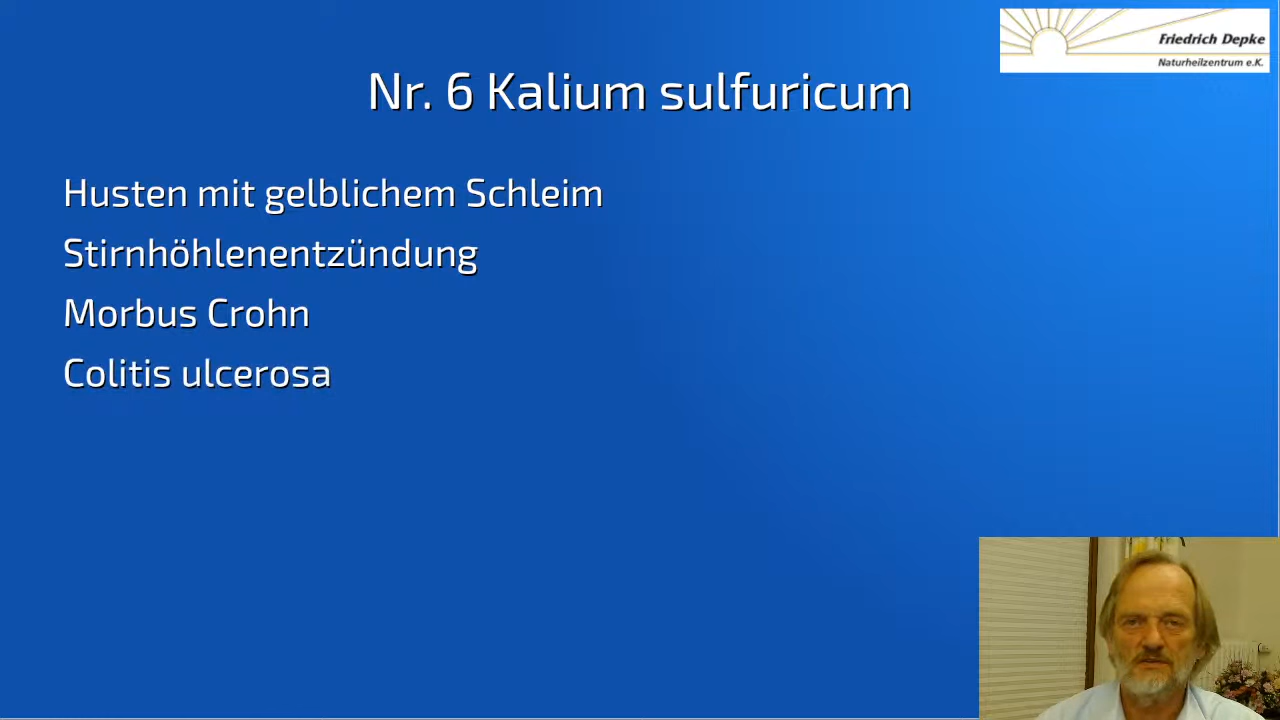 Friedrich Depke
Naturheilzentrum e.K.
Nr. 6 Kalium sulfuricum
Husten mit gelblichem Schleim
Stirnhöhlenentzündung
Morbus Crohn
Colitis ulcerosa